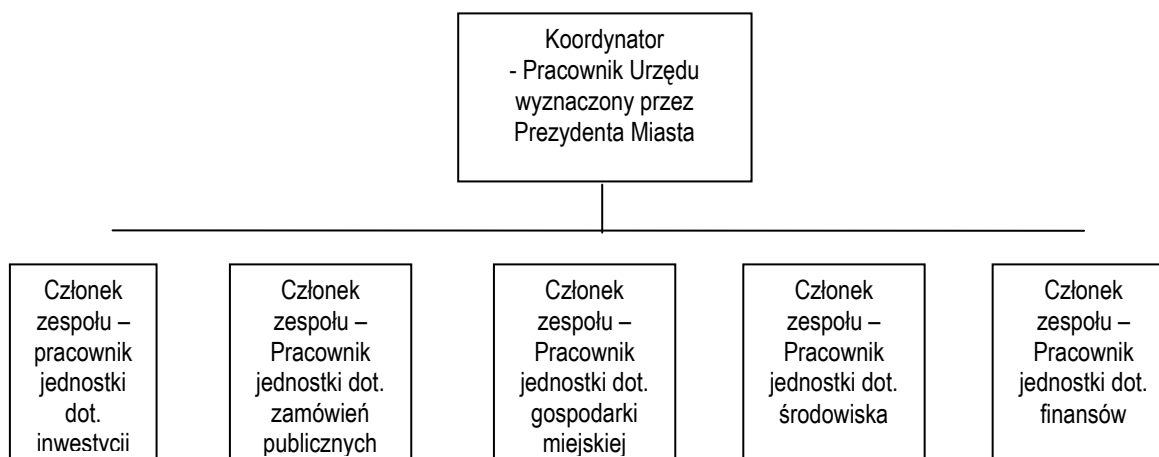 Koordynator
- Pracownik Urzędu
wyznaczony przez
Prezydenta Miasta
Członek
zespołu –
pracownik
jednostki
dot.
inwestycji
Członek
zespołu –
Pracownik
jednostki dot.
zamówień
publicznych
Członek
zespołu –
Pracownik
jednostki dot.
gospodarki
miejskiej
Członek
zespołu –
Pracownik
jednostki dot.
środowiska
Członek
zespołu –
Pracownik
jednostki dot.
finansów